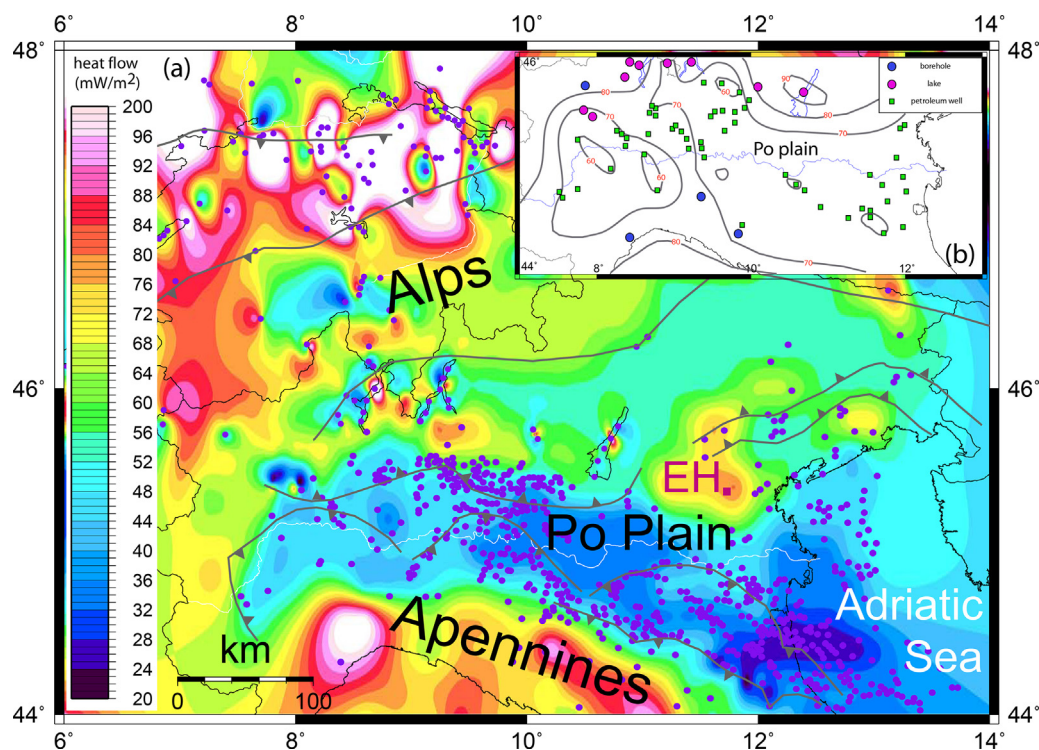 6˚ 8˚ 10˚ 12˚ 14˚
48˚ 48˚
heat flow
(mW/m2)
(a)
200
96
92
88
84
80
76
72
68
64
60
56
52
48
44
40
36
32
28
24
20
46˚
borehole
lake
petroleum well
80 70 60 90
80
70
70
60
60
Po plain
80
70
(b)
44˚ 8˚ 10˚ 12˚
Alps
46˚ 46˚
EH
Po Plain
Adriatic
Sea
Apennines
km
0 100
44˚ 44˚
6˚ 8˚ 10˚ 12˚ 14˚